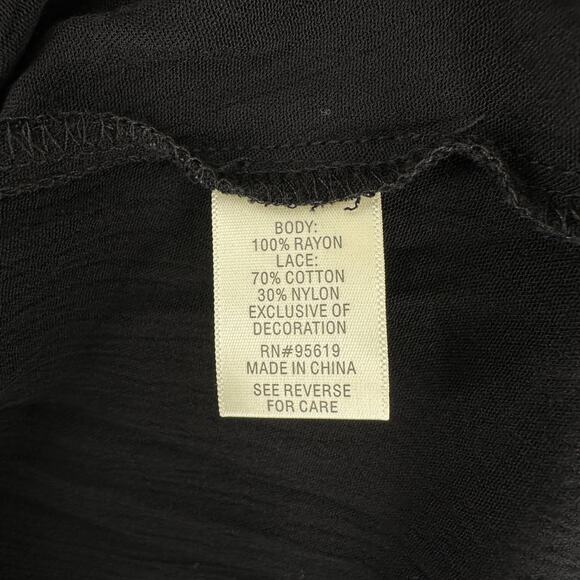 BODY:
100% RAYON
LACE:
70% COTTON
30% NYLON
EXCLUSIVE OF
DECORATION
RN#95619
MADE IN CHINA
SEE REVERSE
FOR CARE